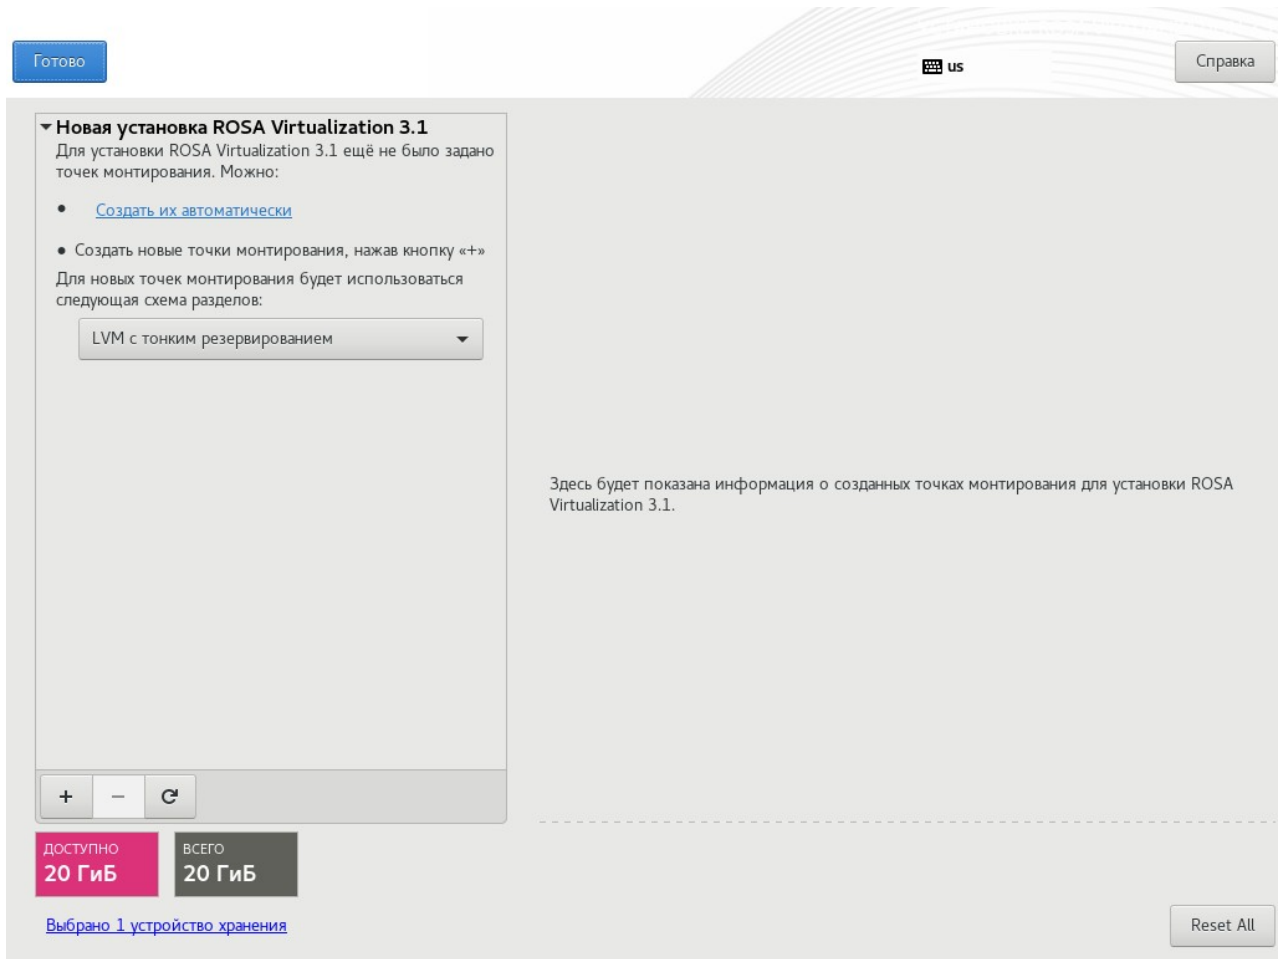 Готово
us
Справка
Новая установка ROSA Virtualization 3.1
Для установки ROSA Virtualization 3.1 ещё не было задано
точек монтирования. Можно:
• Создать их автоматически
• Создать новые точки монтирования, нажав кнопку «+»
Для новых точек монтирования будет использоваться
следующая схема разделов:
LVM с тонким резервированием
Здесь будет показана информация о созданных точках монтирования для установки ROSA
Virtualization 3.1.
+ −
ДОСТУПНО
20 ГиБ
ВСЕГО
20 ГиБ
Выбрано 1 устройство хранения
Reset All